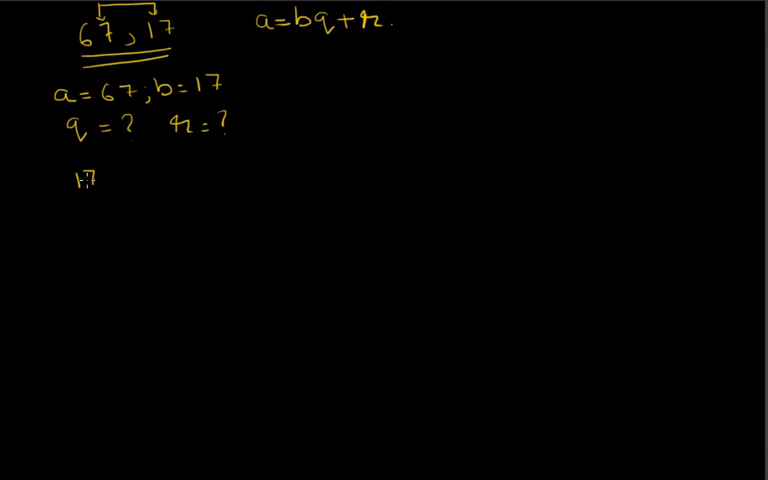 67, 17
a = bq + r.
a = 67; b = 17
q = ? r = ?
17